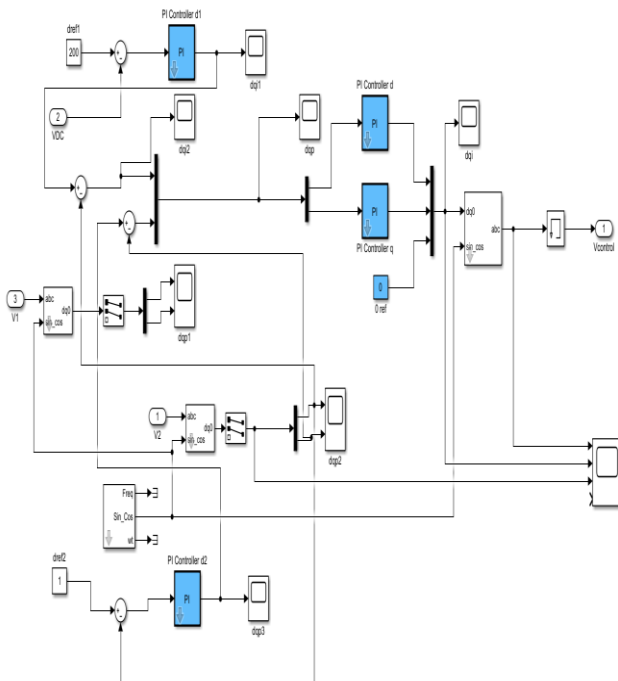 PI Controller d1
dref1
200
PI
dqi1
2
VDC
dqi2
dqp
PI Controller d
PI
dqi
PI
PI Controller q
dq0
abc
sin_cos
1
Vcontrol
0
0 ref
3
V1
abc
dq0
sin_cos
dqp1
1
V2
abc
dq0
sin_cos
dqp2
Freq
Sin_Cos
wt
dref2
1
PI Controller d2
PI
dqp3